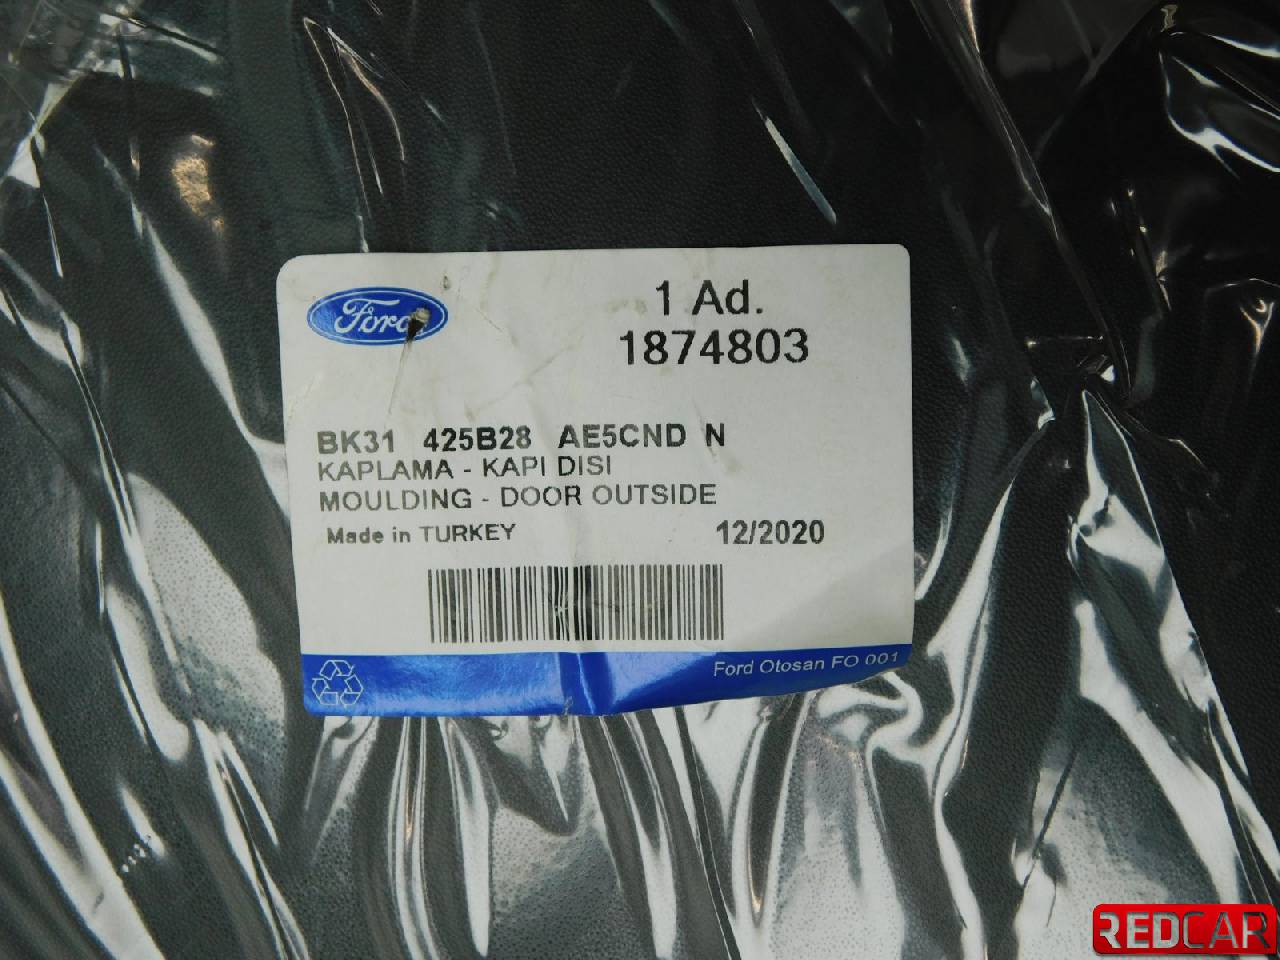 Ford
1 Ad.
1874803
BK31 425B28 AE5CND N
KAPLAMA - KAPI DISI
MOULDING - DOOR OUTSIDE
Made in TURKEY 12/2020
Ford Otosan FO 001
REDCAR